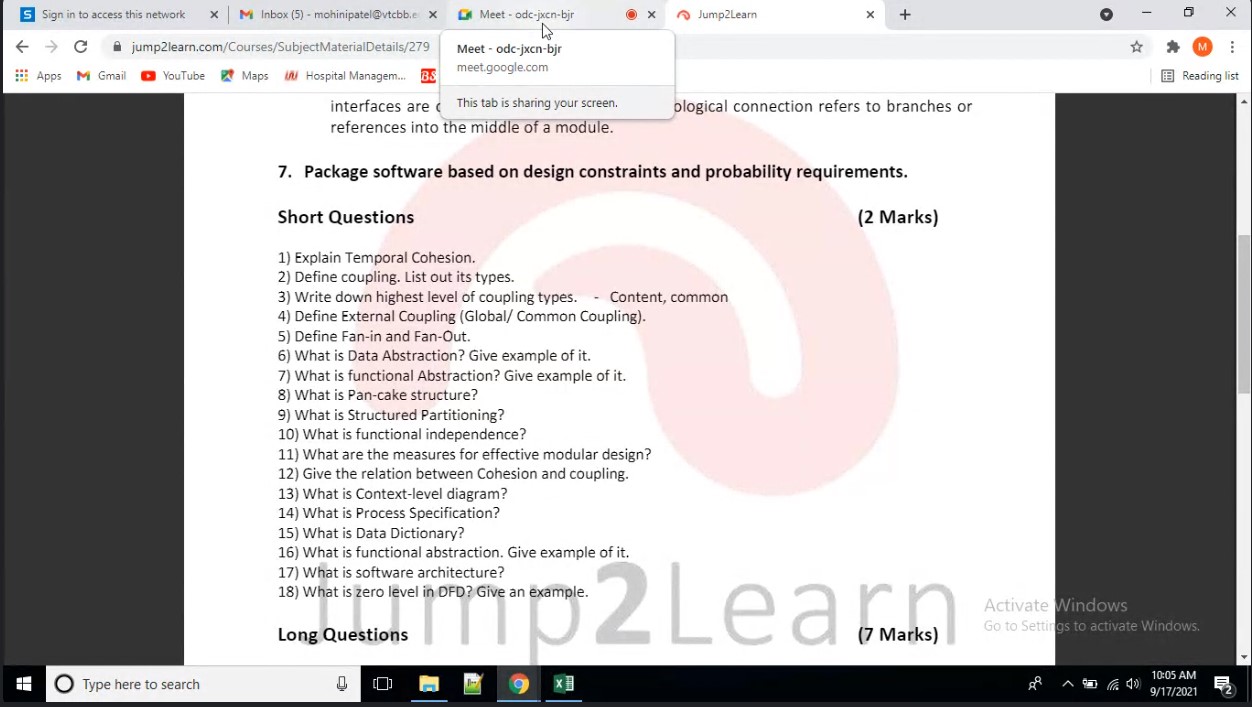 Sign in to access this network
Inbox (5) - mohinipatel@vtcbb.e
Meet - odc-jxcn-bjr
Jump2Learn
jump2learn.com/Courses/SubjectMaterialDetails/279
M
Apps
Gmail
YouTube
Maps
Hospital Managem...
BS
Reading list
Meet - odc-jxcn-bjr
meet.google.com
This tab is sharing your screen.
interfaces are ological connection refers to branches or
references into the middle of a module.
7. Package software based on design constraints and probability requirements.
Short Questions (2 Marks)
1) Explain Temporal Cohesion.
2) Define coupling. List out its types.
3) Write down highest level of coupling types. - Content, common
4) Define External Coupling (Global/ Common Coupling).
5) Define Fan-in and Fan-Out.
6) What is Data Abstraction? Give example of it.
7) What is functional Abstraction? Give example of it.
8) What is Pan-cake structure?
9) What is Structured Partitioning?
10) What is functional independence?
11) What are the measures for effective modular design?
12) Give the relation between Cohesion and coupling.
13) What is Context-level diagram?
14) What is Process Specification?
15) What is Data Dictionary?
16) What is functional abstraction. Give example of it.
17) What is software architecture?
18) What is zero level in DFD? Give an example.
Jump2Learn
Activate Windows
Go to Settings to activate Windows.
Long Questions (7 Marks)
Type here to search
10:05 AM
9/17/2021
2